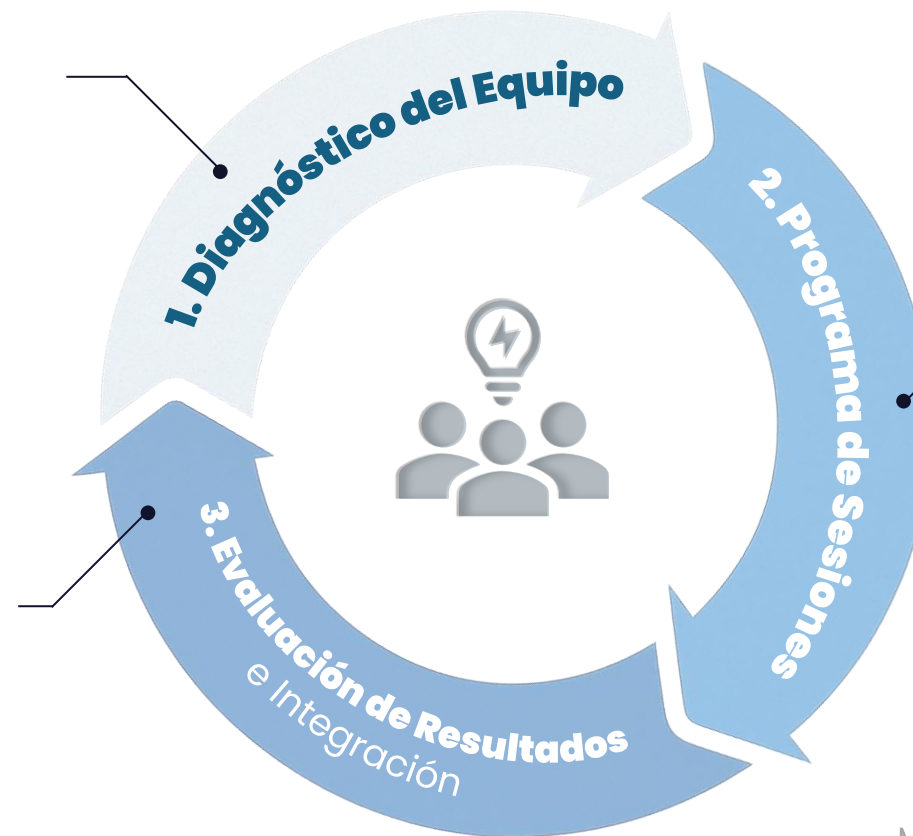 1. Diagnóstico del Equipo
2. Programa de Sesiones
3. Evaluación de Resultados
e Integración